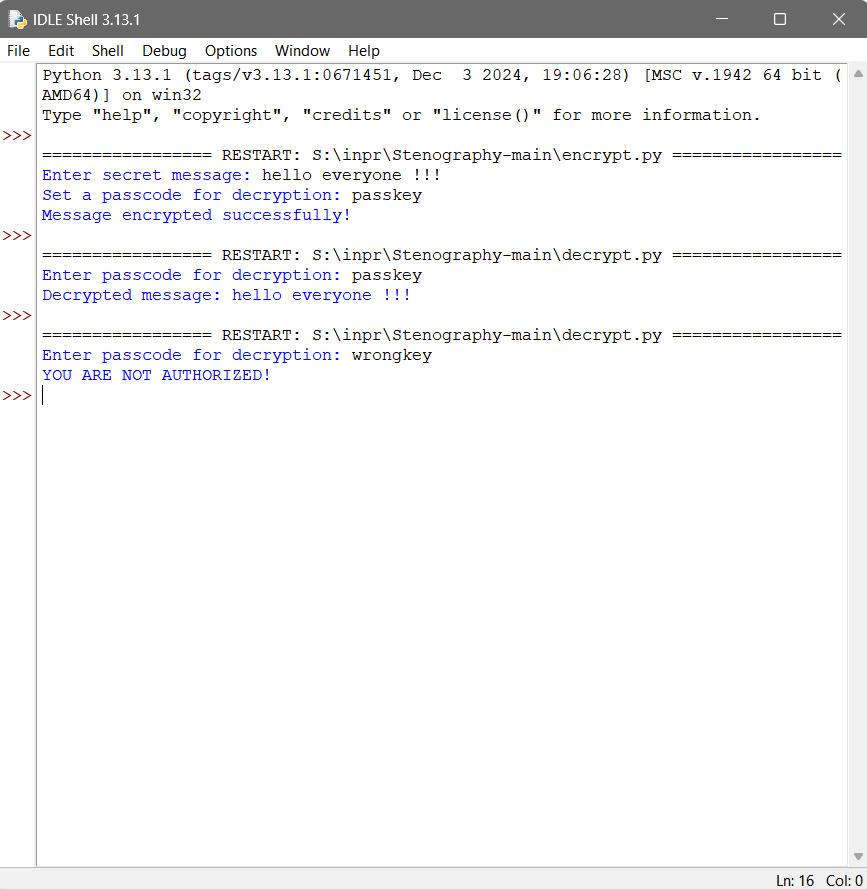 IDLE Shell 3.13.1
File Edit Shell Debug Options Window Help
Python 3.13.1 (tags/v3.13.1:0671451, Dec  3 2024, 19:06:28) [MSC v.1942 64 bit (
AMD64)] on win32
Type "help", "copyright", "credits" or "license()" for more information.
>>>
================= RESTART: S:\inpr\Stenography-main\encrypt.py =================
Enter secret message: hello everyone !!!
Set a passcode for decryption: passkey
Message encrypted successfully!
>>>
================= RESTART: S:\inpr\Stenography-main\decrypt.py =================
Enter passcode for decryption: passkey
Decrypted message: hello everyone !!!
>>>
================= RESTART: S:\inpr\Stenography-main\decrypt.py =================
Enter passcode for decryption: wrongkey
YOU ARE NOT AUTHORIZED!
>>>
Ln: 16 Col: 0